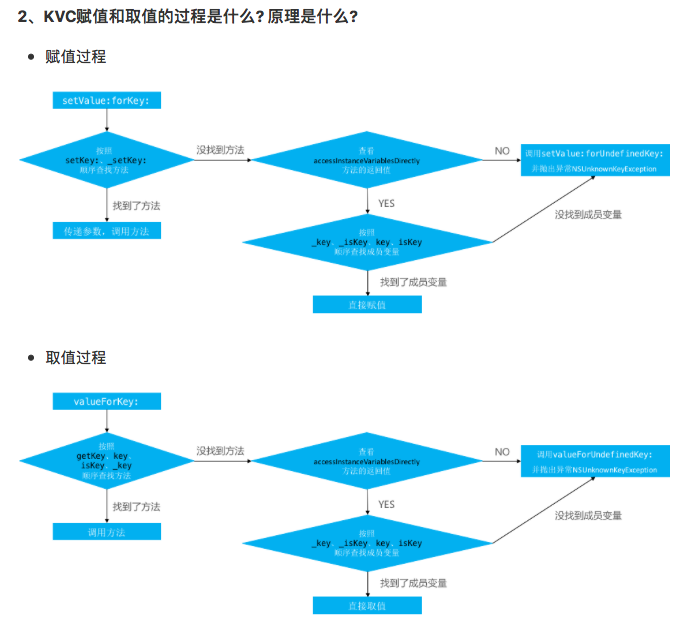 2、KVC赋值和取值的过程是什么? 原理是什么?
赋值过程
setValue:forKey:
按照
setKey:、_setKey:
顺序查找方法
没找到方法
查看
accessInstanceVariablesDirectly
方法的返回值
NO
调用setValue:forUndefinedKey:
并抛出异常NSUnknownKeyException
找到了方法
传递参数，调用方法
YES
按照
_key、_isKey、key、isKey
顺序查找成员变量
没找到成员变量
找到了成员变量
直接赋值
取值过程
valueForKey:
按照
getKey、key、
isKey、_key
顺序查找方法
没找到方法
查看
accessInstanceVariablesDirectly
方法的返回值
NO
调用valueForUndefinedKey:
并抛出异常NSUnknownKeyException
找到了方法
调用方法
YES
按照
_key、_isKey、key、isKey
顺序查找成员变量
没找到成员变量
找到了成员变量
直接取值